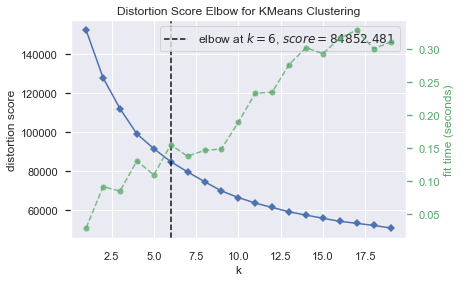 Distortion Score Elbow for KMeans Clustering
elbow at k = 6, score = 84852.481
distortion score
140000
120000
100000
80000
60000
0.30
0.25
0.20
0.15
0.10
0.05
fit time (seconds)
2.5 5.0 7.5 10.0 12.5 15.0 17.5
k